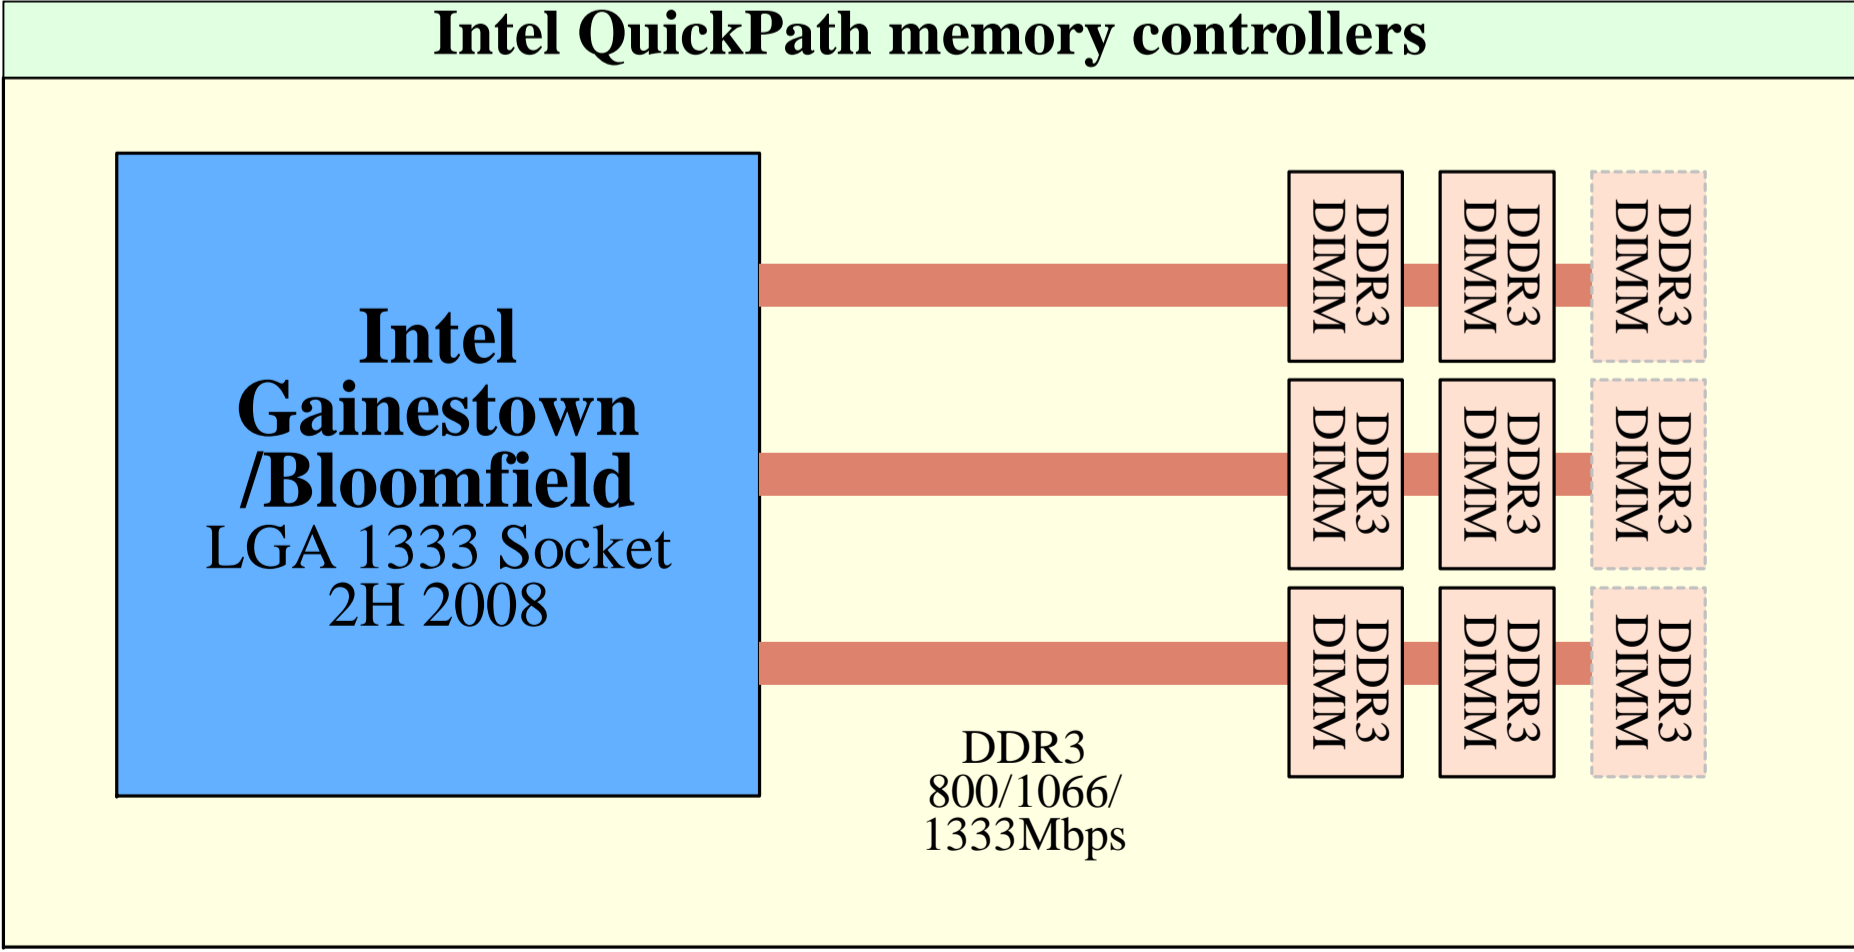 Intel QuickPath memory controllers
Intel
Gainestown
/Bloomfield
LGA 1333 Socket
2H 2008
DDR3
DIMM
DDR3
DIMM
DDR3
DIMM
DDR3
DIMM
DDR3
DIMM
DDR3
DIMM
DDR3
DIMM
DDR3
DIMM
DDR3
DIMM
DDR3
800/1066/
1333Mbps